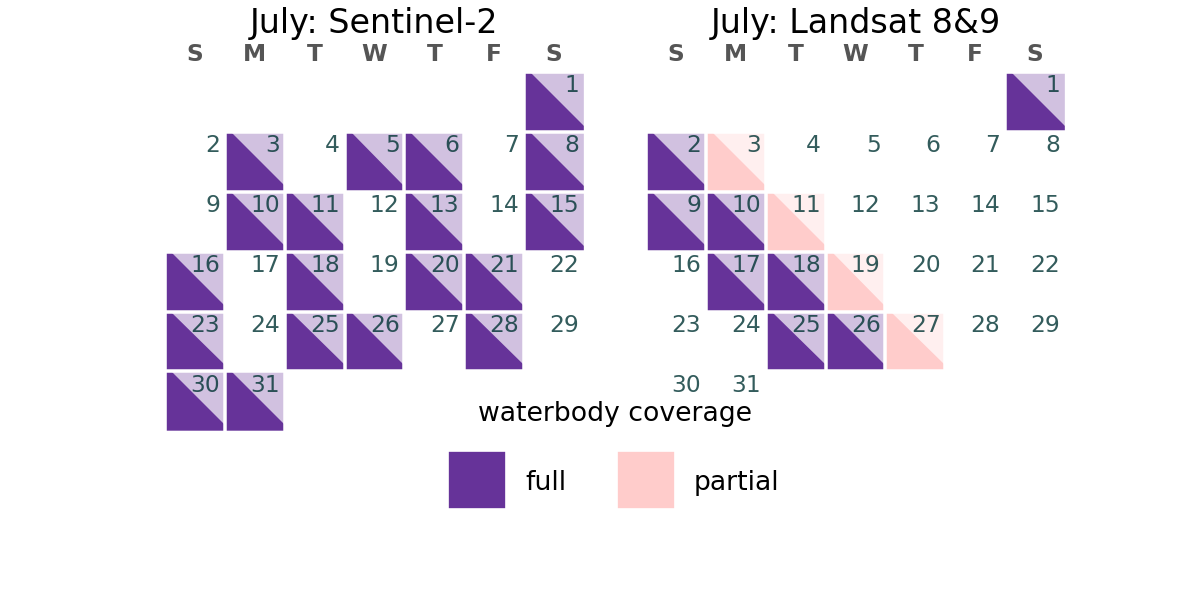 July: Sentinel-2
S M T W T F S
1
2 3 4 5 6 7 8
9 10 11 12 13 14 15
16 17 18 19 20 21 22
23 24 25 26 27 28 29
30 31
July: Landsat 8&9
S M T W T F S
1
2 3 4 5 6 7 8
9 10 11 12 13 14 15
16 17 18 19 20 21 22
23 24 25 26 27 28 29
30 31
waterbody coverage
full partial